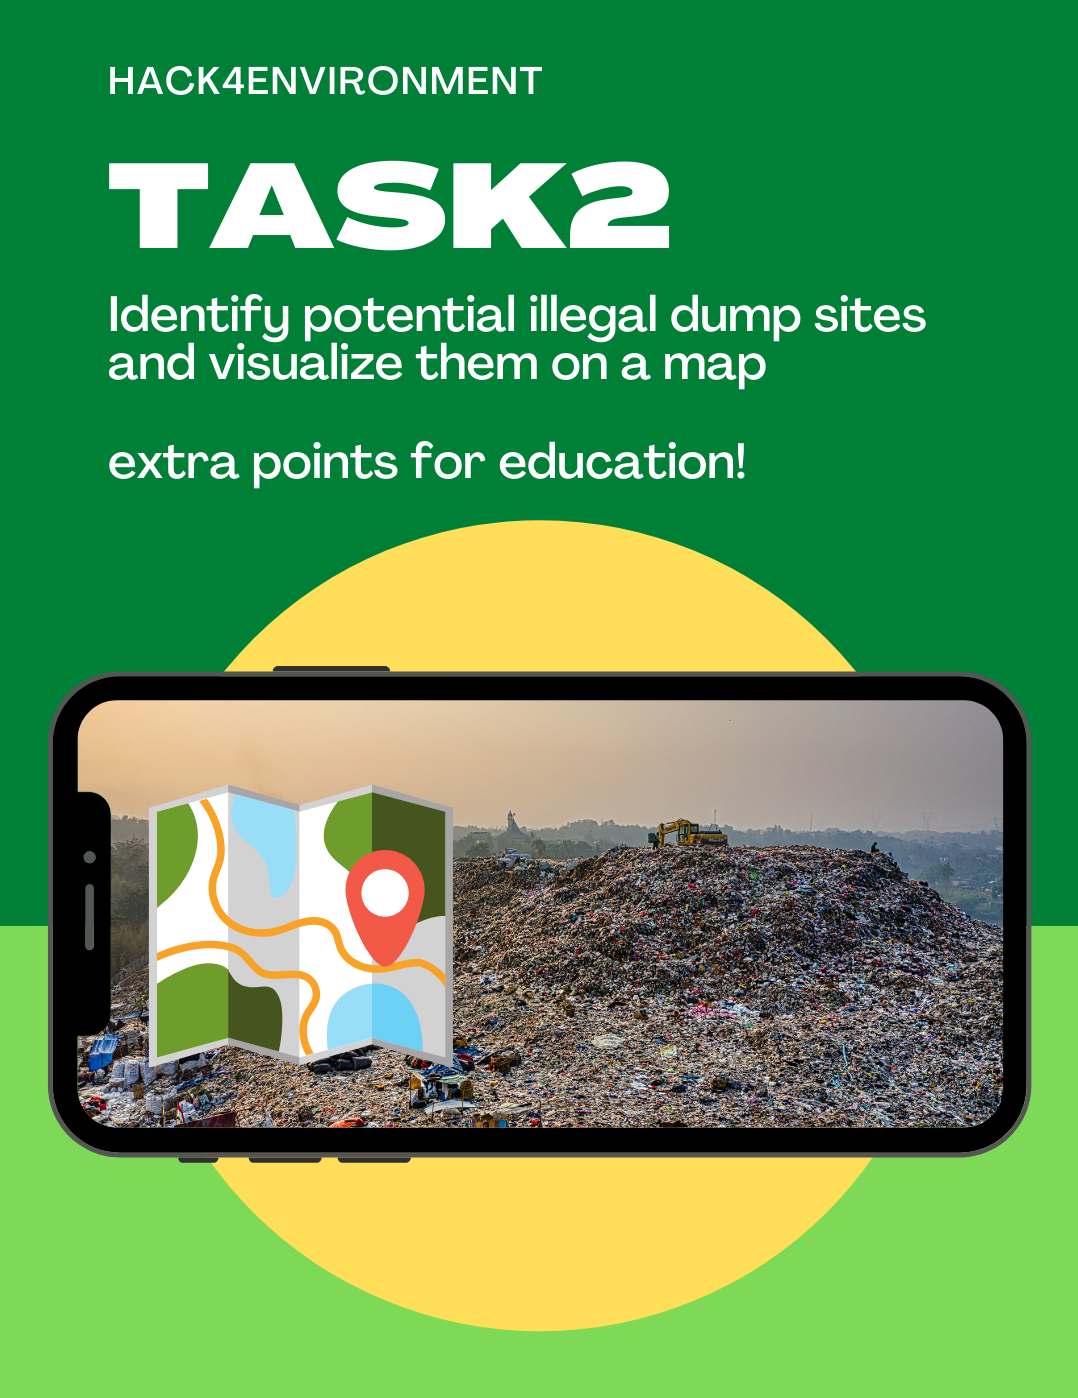 HACK4ENVIRONMENT
TASK2
Identify potential illegal dump sites
and visualize them on a map
extra points for education!